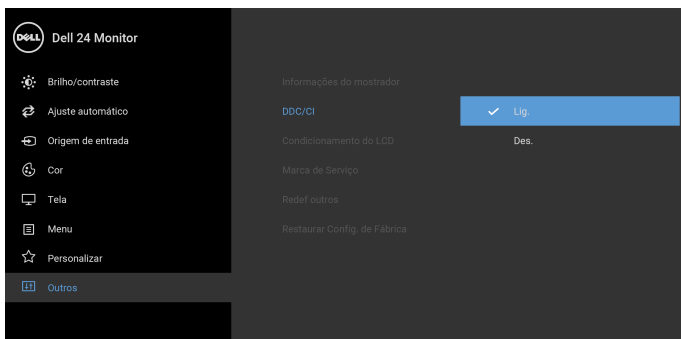 DELL Dell 24 Monitor
Brilho/contraste
Ajuste automático
Origem de entrada
Cor
Tela
Menu
Personalizar
Outros
Informações do mostrador
DDC/CI
Condicionamento do LCD
Marca de Serviço
Redef outros
Restaurar Config. de Fábrica
Lig.
Des.